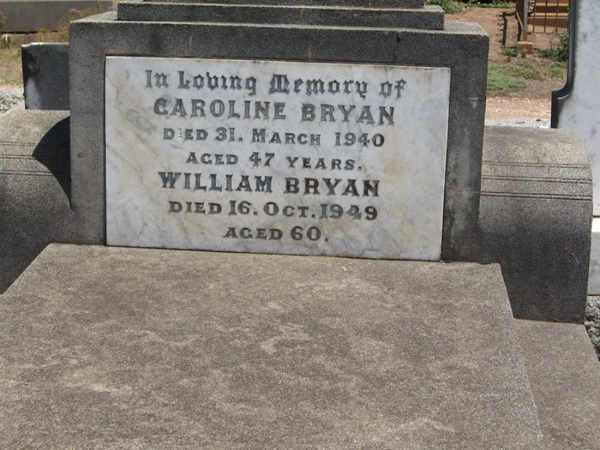 In Loving Memory of
CAROLINE BRYAN
DIED 31. MARCH 1940
AGED 47 YEARS.
WILLIAM BRYAN
DIED 16. OCT. 1949
AGED 60.